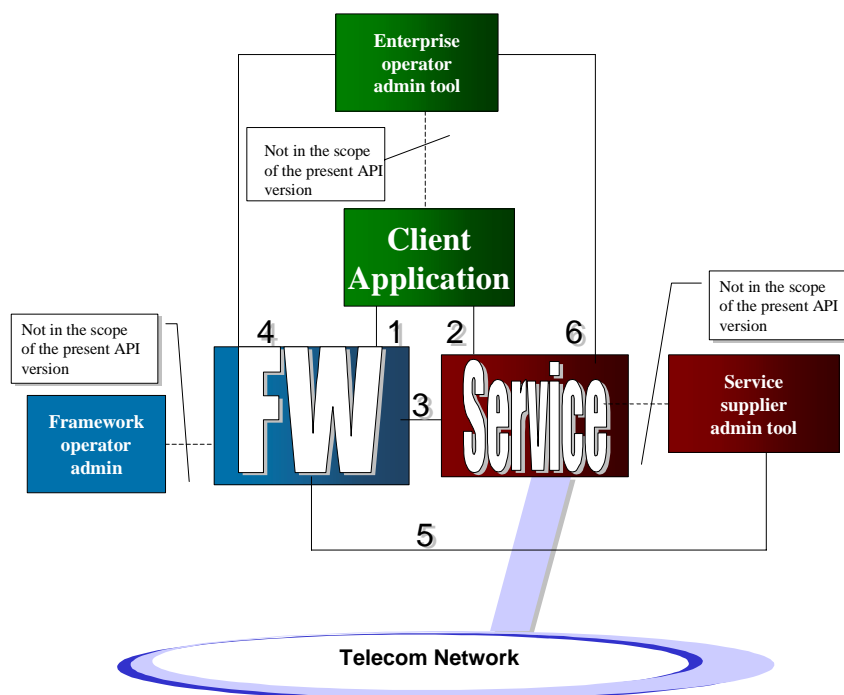 Enterprise
operator
admin tool
Not in the scope
of the present API
version
Client
Application
Not in the scope
of the present API
version
Not in the scope
of the present API
version
4
1
2
6
FW
3
Service
Service
supplier
admin tool
Framework
operator
admin
5
Telecom Network